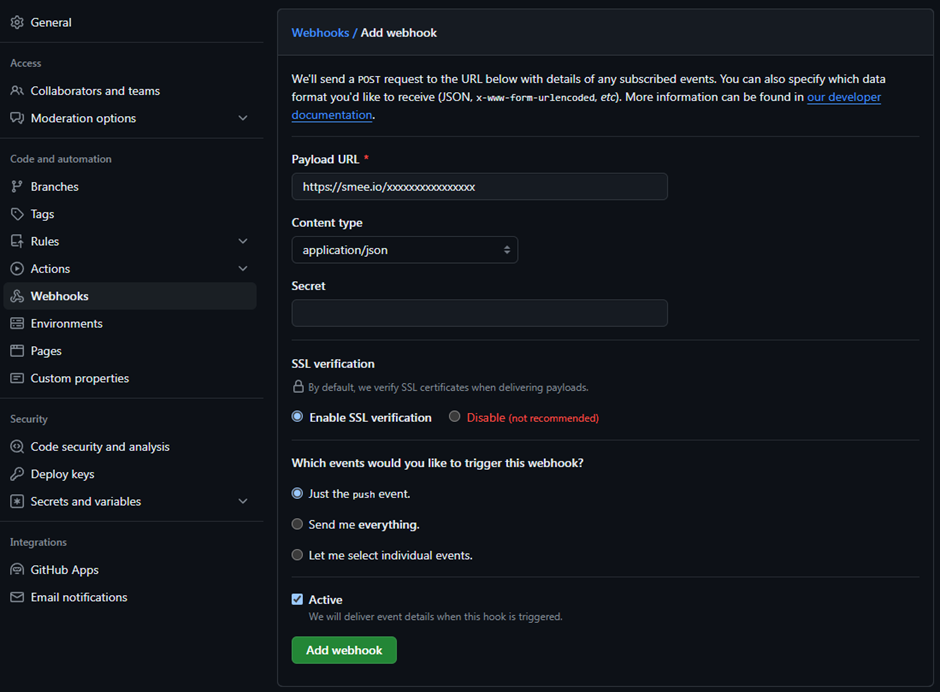 General
Access
Collaborators and teams
Moderation options
Code and automation
Branches
Tags
Rules
Actions
Webhooks
Environments
Pages
Custom properties
Security
Code security and analysis
Deploy keys
Secrets and variables
Integrations
GitHub Apps
Email notifications
Webhooks / Add webhook
We'll send a POST request to the URL below with details of any subscribed events. You can also specify which data
format you'd like to receive (JSON, x-www-form-urlencoded, etc). More information can be found in our developer
documentation.
Payload URL *
https://smee.io/xxxxxxxxxxxxxxxx
Content type
application/json
Secret
SSL verification
By default, we verify SSL certificates when delivering payloads.
Enable SSL verification Disable (not recommended)
Which events would you like to trigger this webhook?
Just the push event.
Send me everything.
Let me select individual events.
Active
We will deliver event details when this hook is triggered.
Add webhook